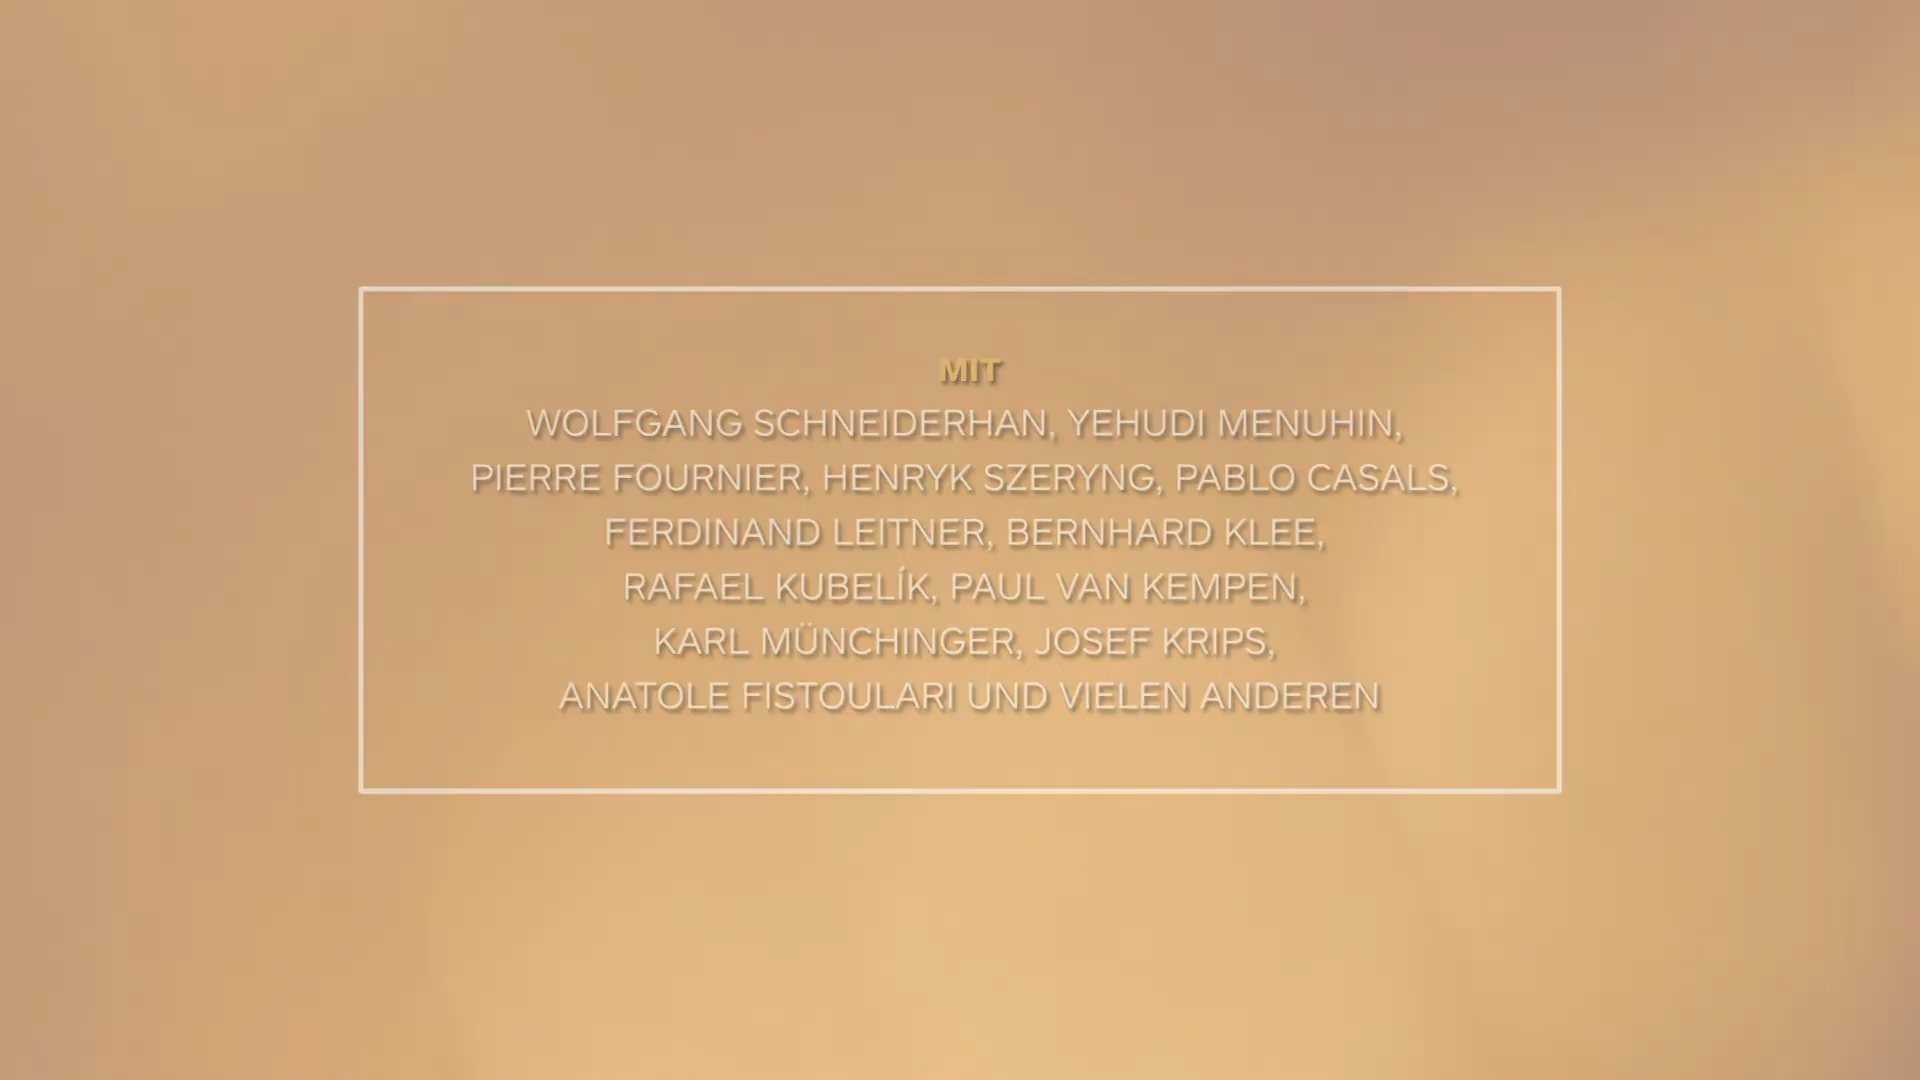 MIT
WOLFGANG SCHNEIDERHAN, YEHUDI MENUHIN,
PIERRE FOURNIER, HENRYK SZERYNG, PABLO CASALS,
FERDINAND LEITNER, BERNHARD KLEE,
RAFAEL KUBELÍK, PAUL VAN KEMPEN,
KARL MÜNCHINGER, JOSEF KRIPS,
ANATOLE FISTOULARI UND VIELEN ANDEREN